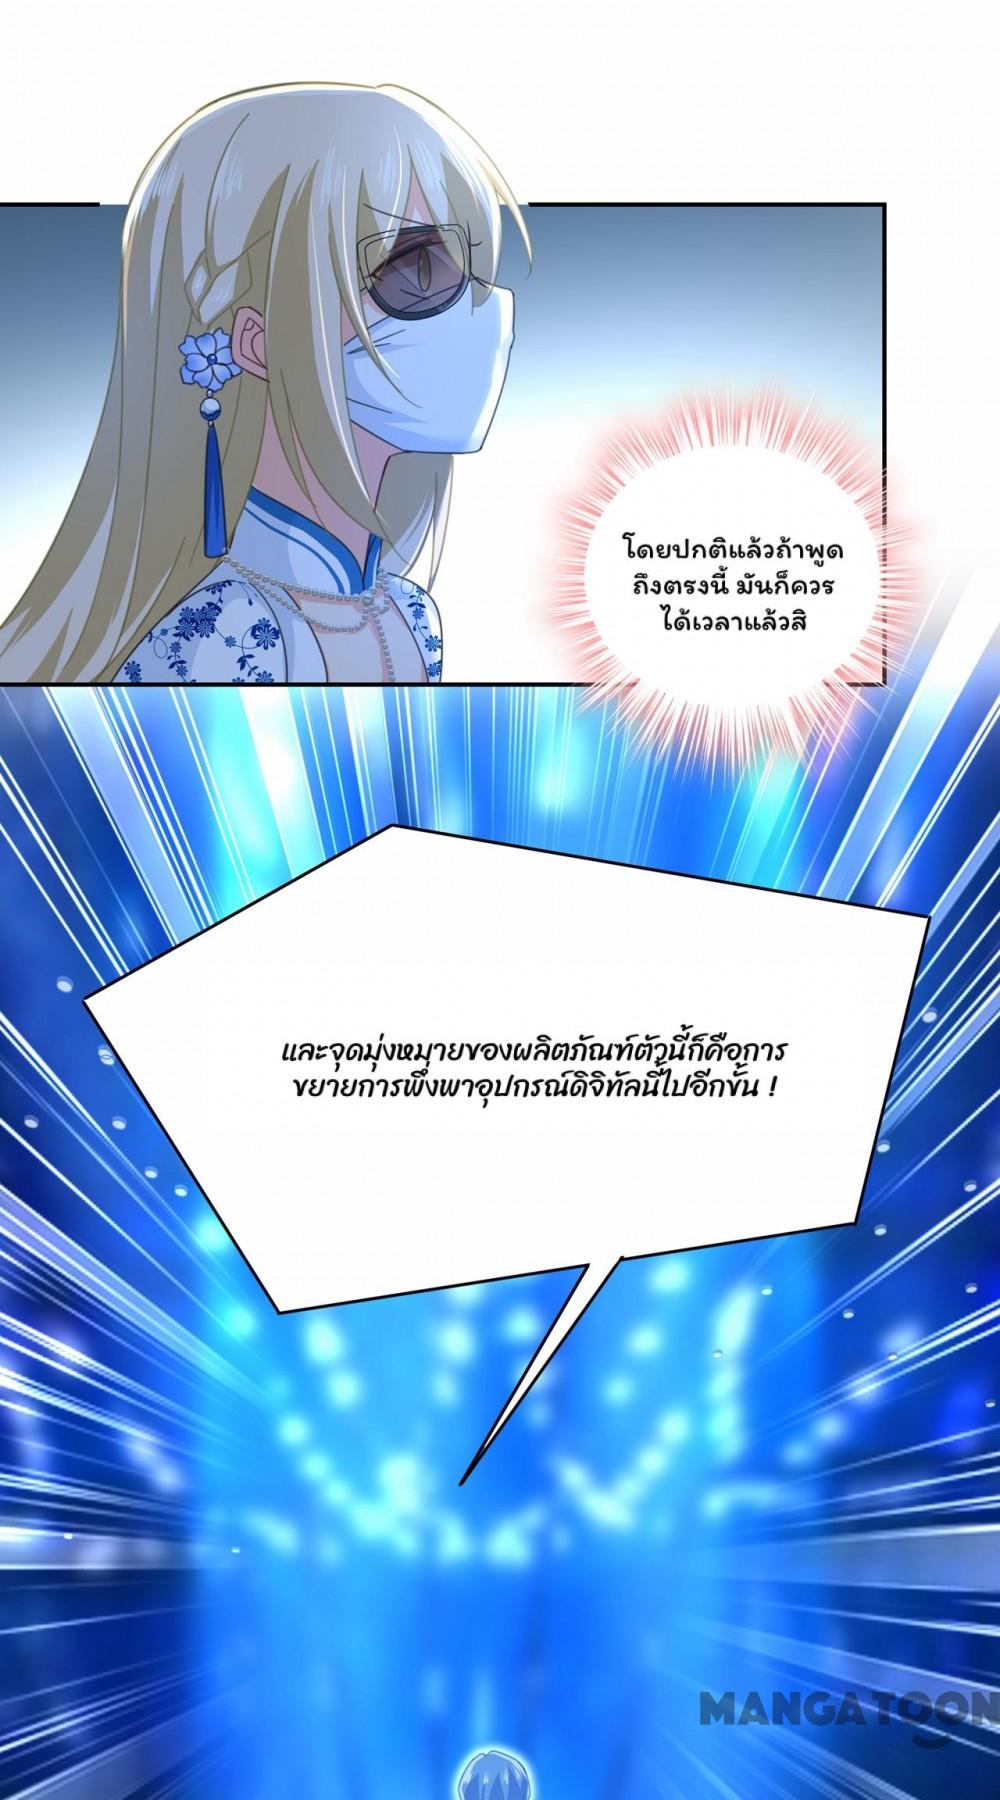 โดยปกติแล้วถ้าพูด
ถึงตรงนี้ มันก็ควร
ได้เวลาแล้วสิ
และจุดมุ่งหมายของผลิตภัณฑ์ตัวนี้ก็คือการ
ขยายการพึ่งพาอุปกรณ์ดิจิทัลนี้ไปอีกขั้น !
MANGATOON